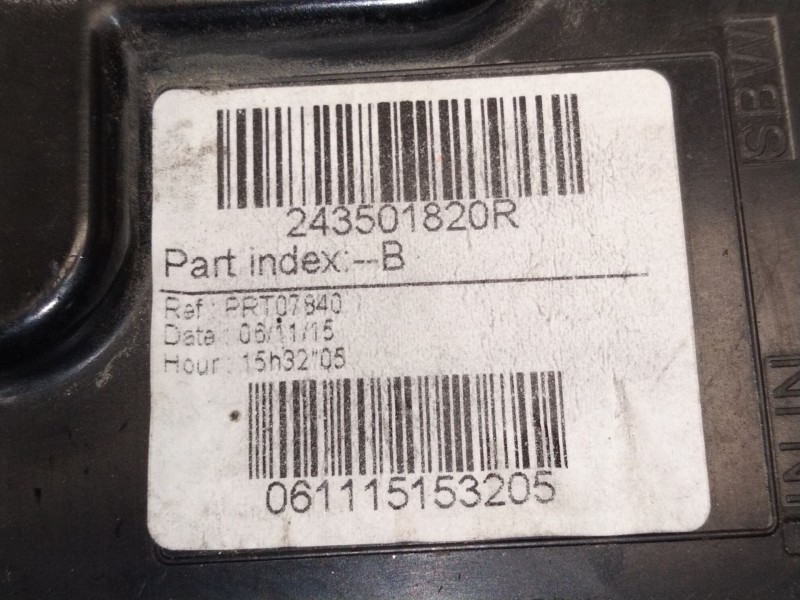 243501820R
Part index:--B
Ref : PRT07840
Date : 06/11/15
Hour : 15h32"05
061115153205
SBW